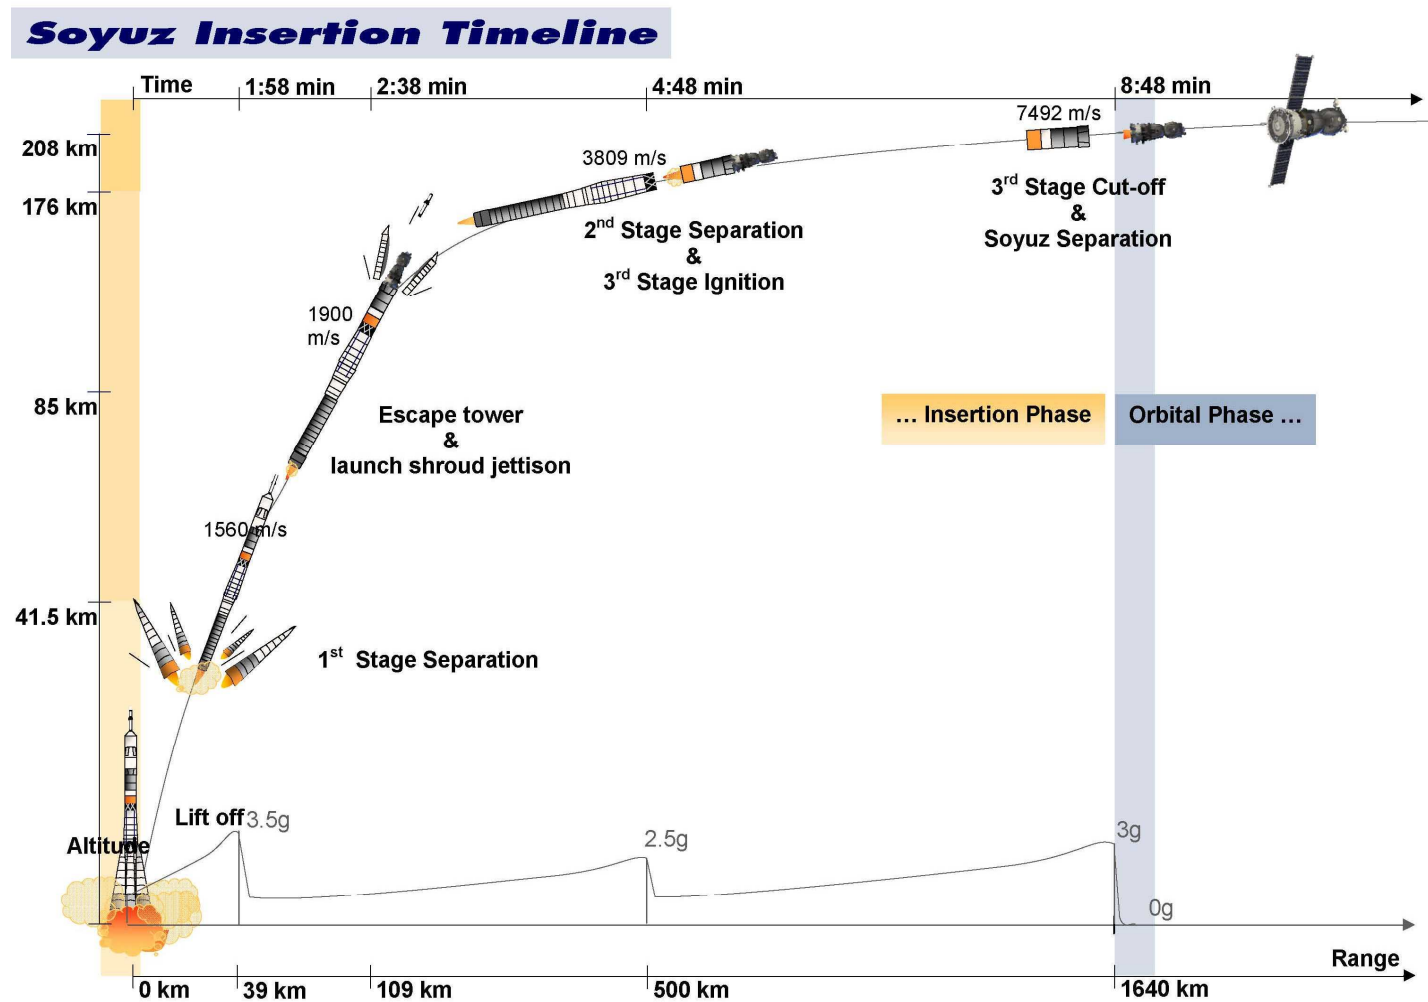 Soyuz Insertion Timeline
Time
1:58 min
2:38 min
4:48 min
8:48 min
208 km
176 km
85 km
41.5 km
Altitude
7492 m/s
3rd Stage Cut-off
&
Soyuz Separation
3809 m/s
2nd Stage Separation
&
3rd Stage Ignition
1900
m/s
Escape tower
&
launch shroud jettison
... Insertion Phase
Orbital Phase ...
1560 m/s
1st Stage Separation
Lift off
3.5g
2.5g
3g
0g
Range
0 km
39 km
109 km
500 km
1640 km